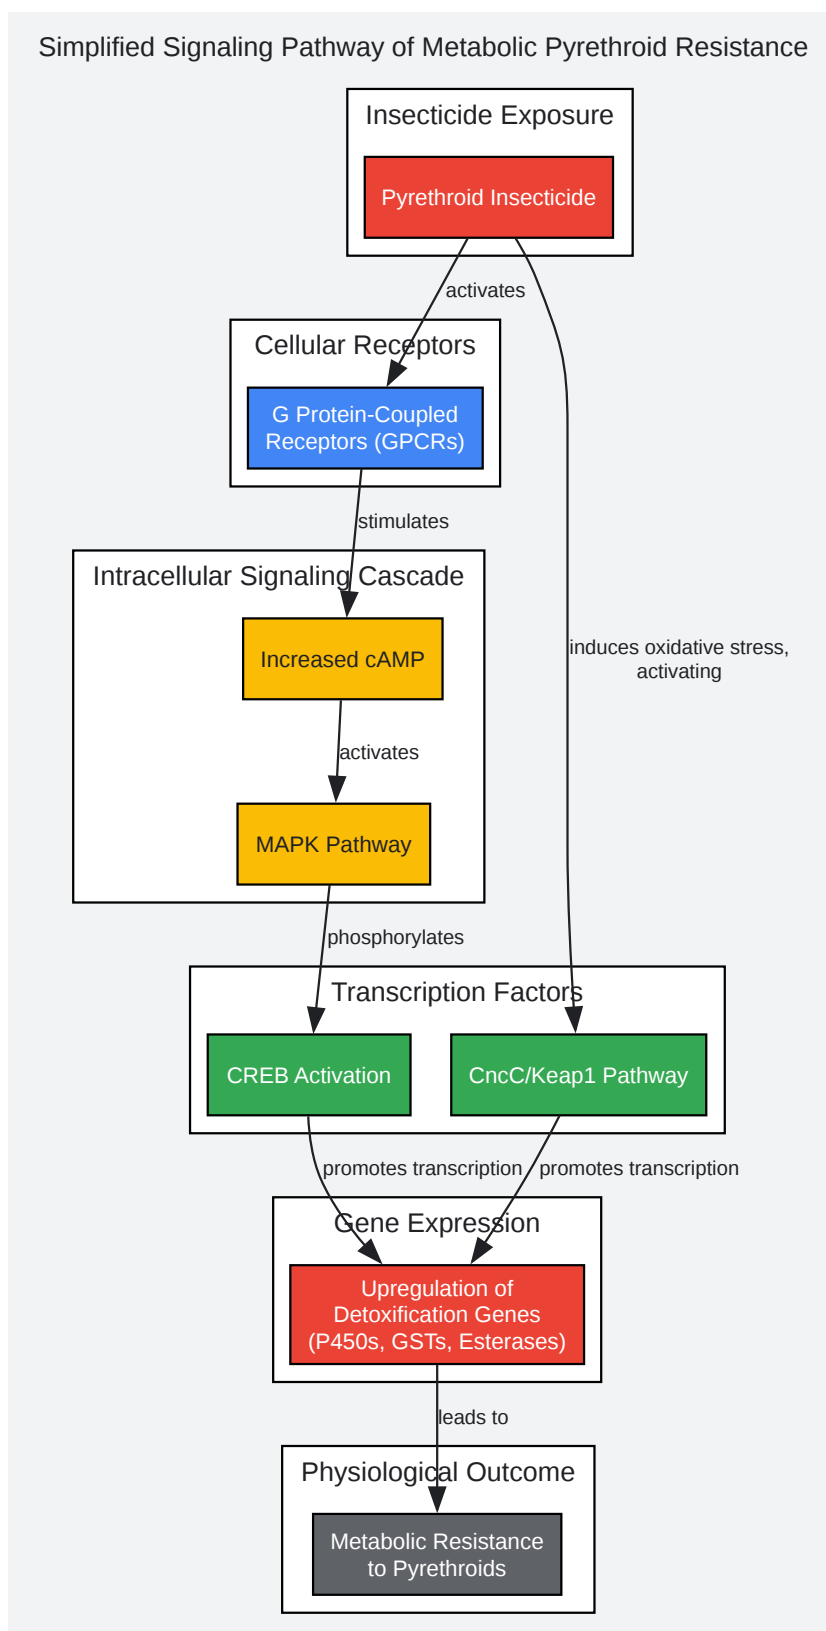 Simplified Signaling Pathway of Metabolic Pyrethroid Resistance
Insecticide Exposure
Pyrethroid Insecticide
activates
Cellular Receptors
G Protein-Coupled
Receptors (GPCRs)
stimulates
Intracellular Signaling Cascade
Increased cAMP
induces oxidative stress,
activating
activates
MAPK Pathway
phosphorylates
Transcription Factors
CREB Activation
CncC/Keap1 Pathway
promotes transcription
promotes transcription
Gene Expression
Upregulation of
Detoxification Genes
(P450s, GSTs, Esterases)
leads to
Physiological Outcome
Metabolic Resistance
to Pyrethroids